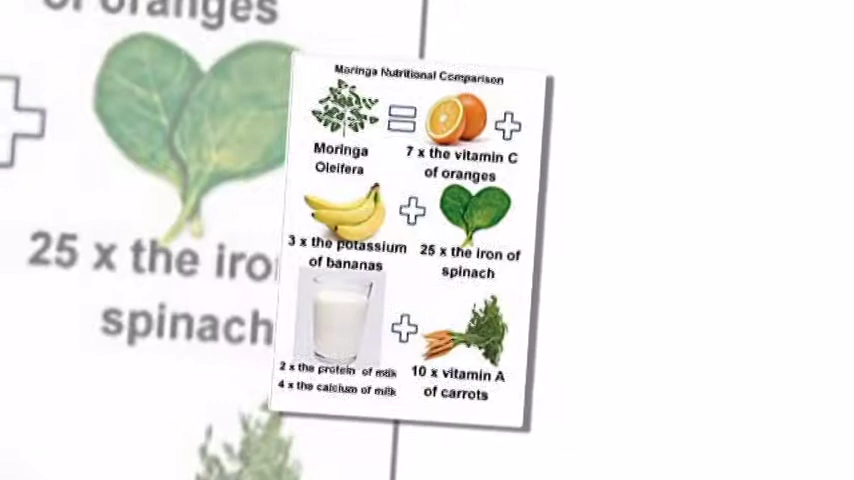 of oranges
25 x the iro
spinach
Moringa Nutritional Comparison
Moringa
Oleifera
7 x the vitamin C
of oranges
3 x the potassium
of bananas
25 x the iron of
spinach
2 x the protein of milk
4 x the calcium of milk
10 x vitamin A
of carrots